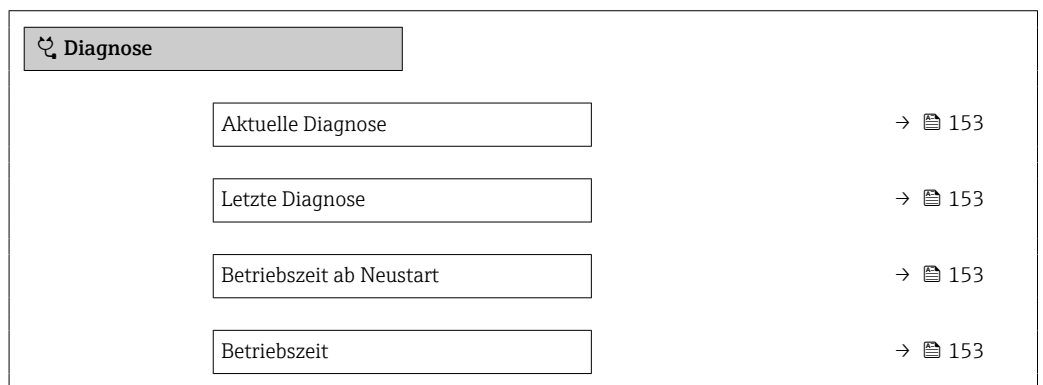 Diagnose
Aktuelle Diagnose → 153
Letzte Diagnose → 153
Betriebszeit ab Neustart → 153
Betriebszeit → 153